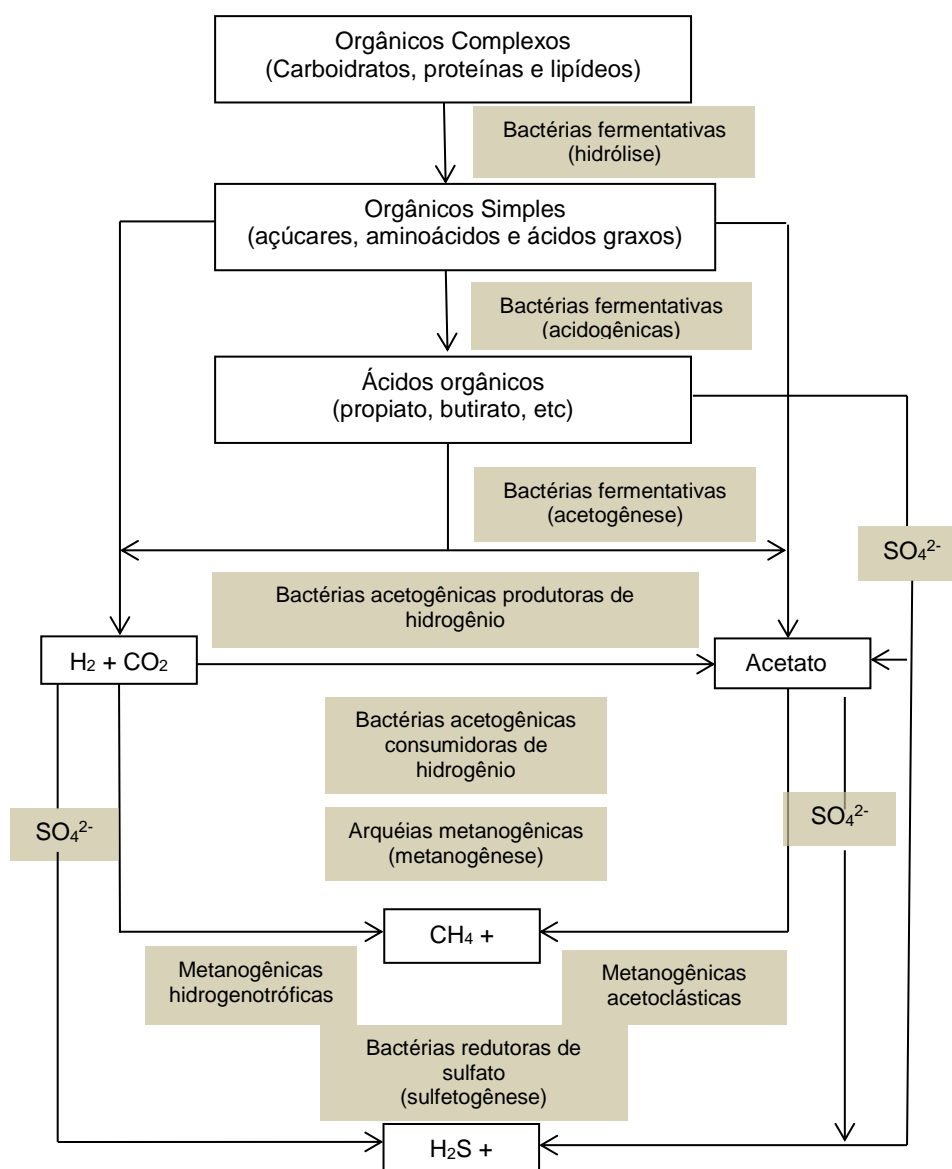 Orgânicos Complexos
(Carboidratos, proteínas e lipídeos)
Bactérias fermentativas
(hidrólise)
Orgânicos Simples
(açúcares, aminoácidos e ácidos graxos)
Bactérias fermentativas
(acidogênicas)
Ácidos orgânicos
(propiato, butirato, etc)
Bactérias fermentativas
(acetogênese)
SO₄²⁻
Bactérias acetogênicas produtoras de
hidrogênio
H₂ + CO₂
Acetato
Bactérias acetogênicas
consumidoras de
hidrogênio
SO₄²⁻
Arquéias metanogênicas
(metanogênese)
SO₄²⁻
CH₄ +
Metanogênicas
hidrogenotróficas
Metanogênicas
acetoclásticas
Bactérias redutoras de
sulfato
(sulfetogênese)
H₂S +